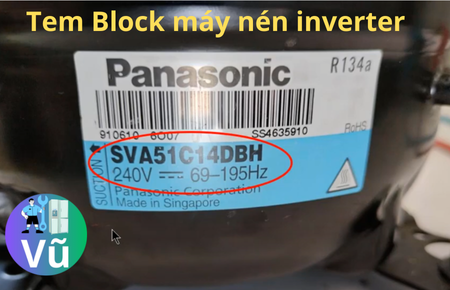 Tem Block máy nén inverter
Panasonic
R134a
910610 6O07 SS4635910
RoHS
SUCTION
SVA51C14DBH
240V ⎓ 69-195Hz
Panasonic Corporation
Made in Singapore
Vũ